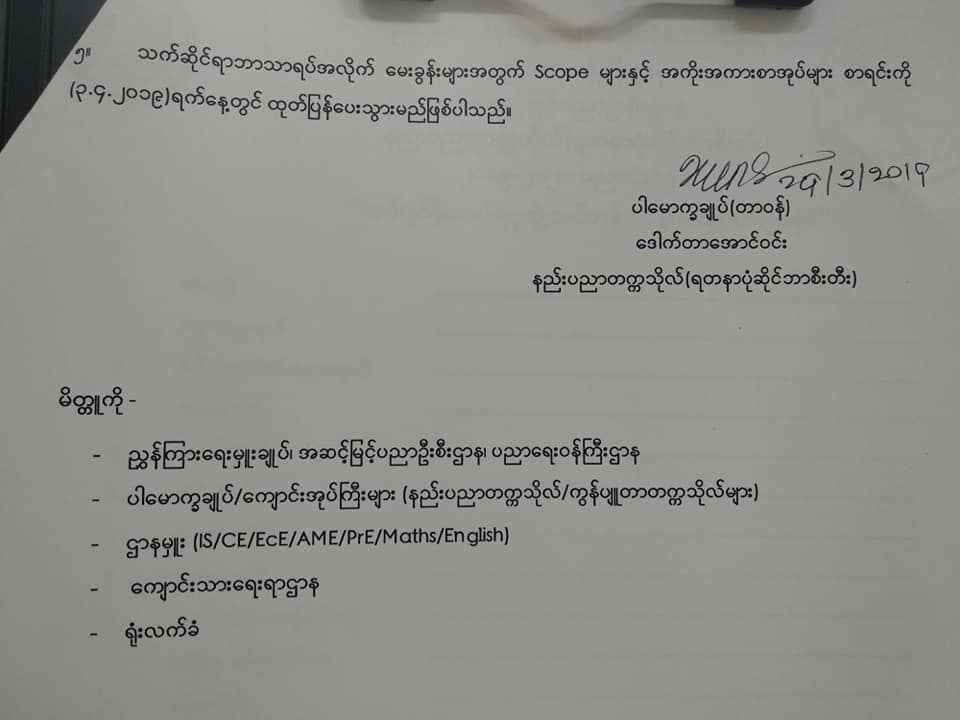 ၅။ သက်ဆိုင်ရာဘာသာရပ်အလိုက် မေးခွန်းများအတွက် Scope များနှင့် အကိုးအကားစာအုပ်များ စာရင်းကို
(၃.၄.၂၀၁၉)ရက်နေ့တွင် ထုတ်ပြန်ပေးသွားမည်ဖြစ်ပါသည်။
/3/2019
ပါမောက္ခချုပ်(တာဝန်)
ဒေါက်တာအောင်ဝင်း
နည်းပညာတက္ကသိုလ်(ရတနာပုံဆိုင်ဘာစီးတီး)
မိတ္တူကို -
- ညွှန်ကြားရေးမှူးချုပ်၊ အဆင့်မြင့်ပညာဦးစီးဌာန၊ ပညာရေးဝန်ကြီးဌာန
- ပါမောက္ခချုပ်/ကျောင်းအုပ်ကြီးများ (နည်းပညာတက္ကသိုလ်/ကွန်ပျူတာတက္ကသိုလ်များ)
- ဌာနမှူး (IS/CE/EcE/AME/PrE/Maths/English)
- ကျောင်းသားရေးရာဌာန
- ရုံးလက်ခံ